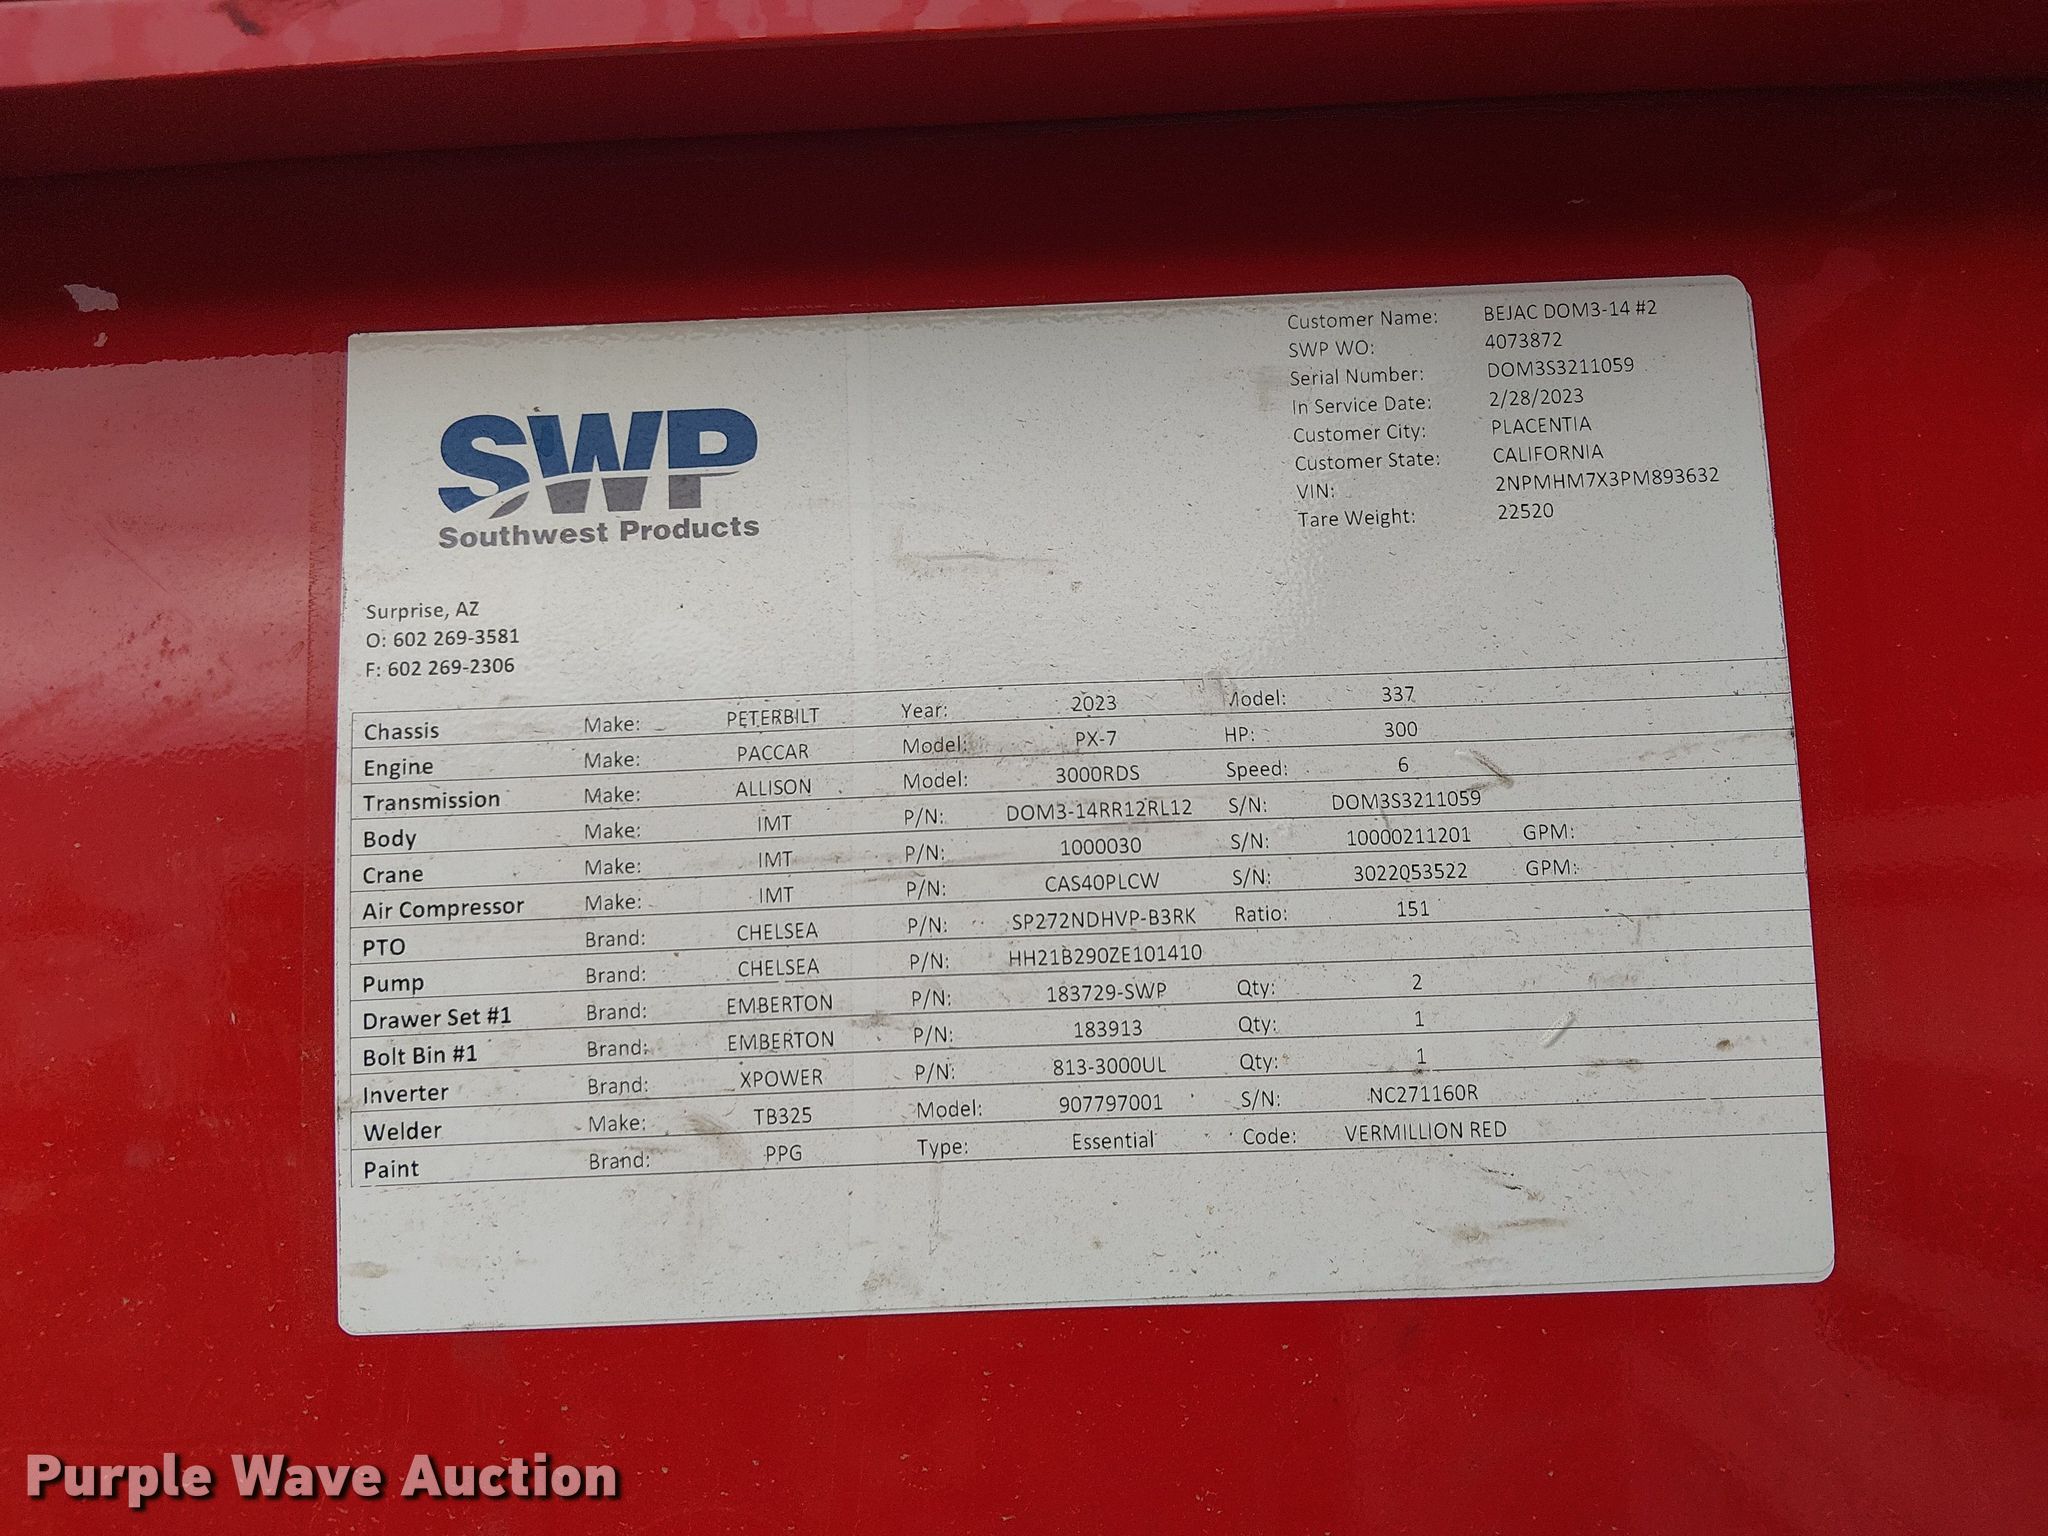 Customer Name: BEJAC DOM3-14 #2
SWP WO: 4073872
Serial Number: DOM3S3211059
In Service Date: 2/28/2023
Customer City: PLACENTIA
Customer State: CALIFORNIA
VIN: 2NPMHM7X3PM893632
Tare Weight: 22520
SWP
Southwest Products
Surprise, AZ
O: 602 269-3581
F: 602 269-2306
Chassis Make: PETERBILT Year: 2023 Model: 337
Engine Make: PACCAR Model: PX-7 HP: 300
Transmission Make: ALLISON Model: 3000RDS Speed: 6
Body Make: IMT P/N: DOM3-14RR12RL12 S/N: DOM3S3211059
Crane Make: IMT P/N: 1000030 S/N: 10000211201 GPM:
Air Compressor Make: IMT P/N: CAS40PLCW S/N: 3022053522 GPM:
PTO Brand: CHELSEA P/N: SP272NDHVP-B3RK Ratio: 151
Pump Brand: CHELSEA P/N: HH21B290ZE101410
Drawer Set #1 Brand: EMBERTON P/N: 183729-SWP Qty: 2
Bolt Bin #1 Brand: EMBERTON P/N: 183913 Qty: 1
Inverter Brand: XPOWER P/N: 813-3000UL Qty: 1
Welder Make: TB325 Model: 907797001 S/N: NC271160R
Paint Brand: PPG Type: Essential Code: VERMILLION RED
Purple Wave Auction